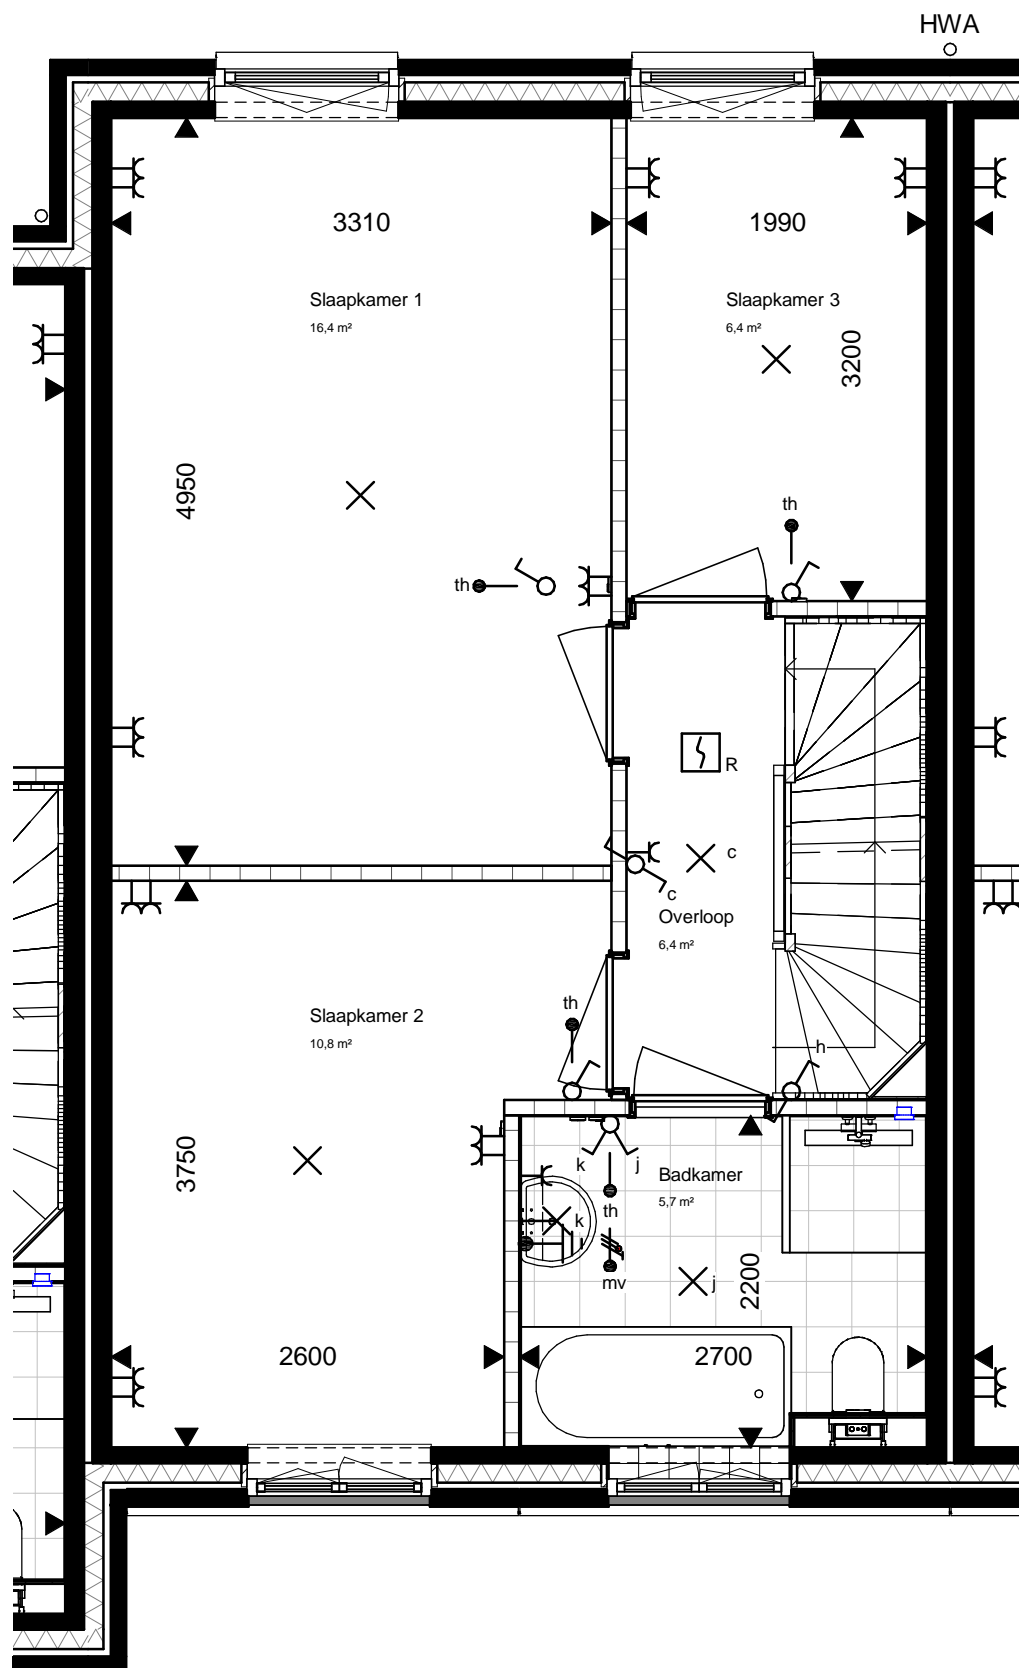 HWA
3310
1990
Slaapkamer 1
16,4 m²
Slaapkamer 3
6,4 m²
3200
4950
th
th
R
c
c
Overloop
6,4 m²
th
Slaapkamer 2
10,8 m²
h
3750
k
j
Badkamer
5,7 m²
th
k
mv
j
2200
2600
2700